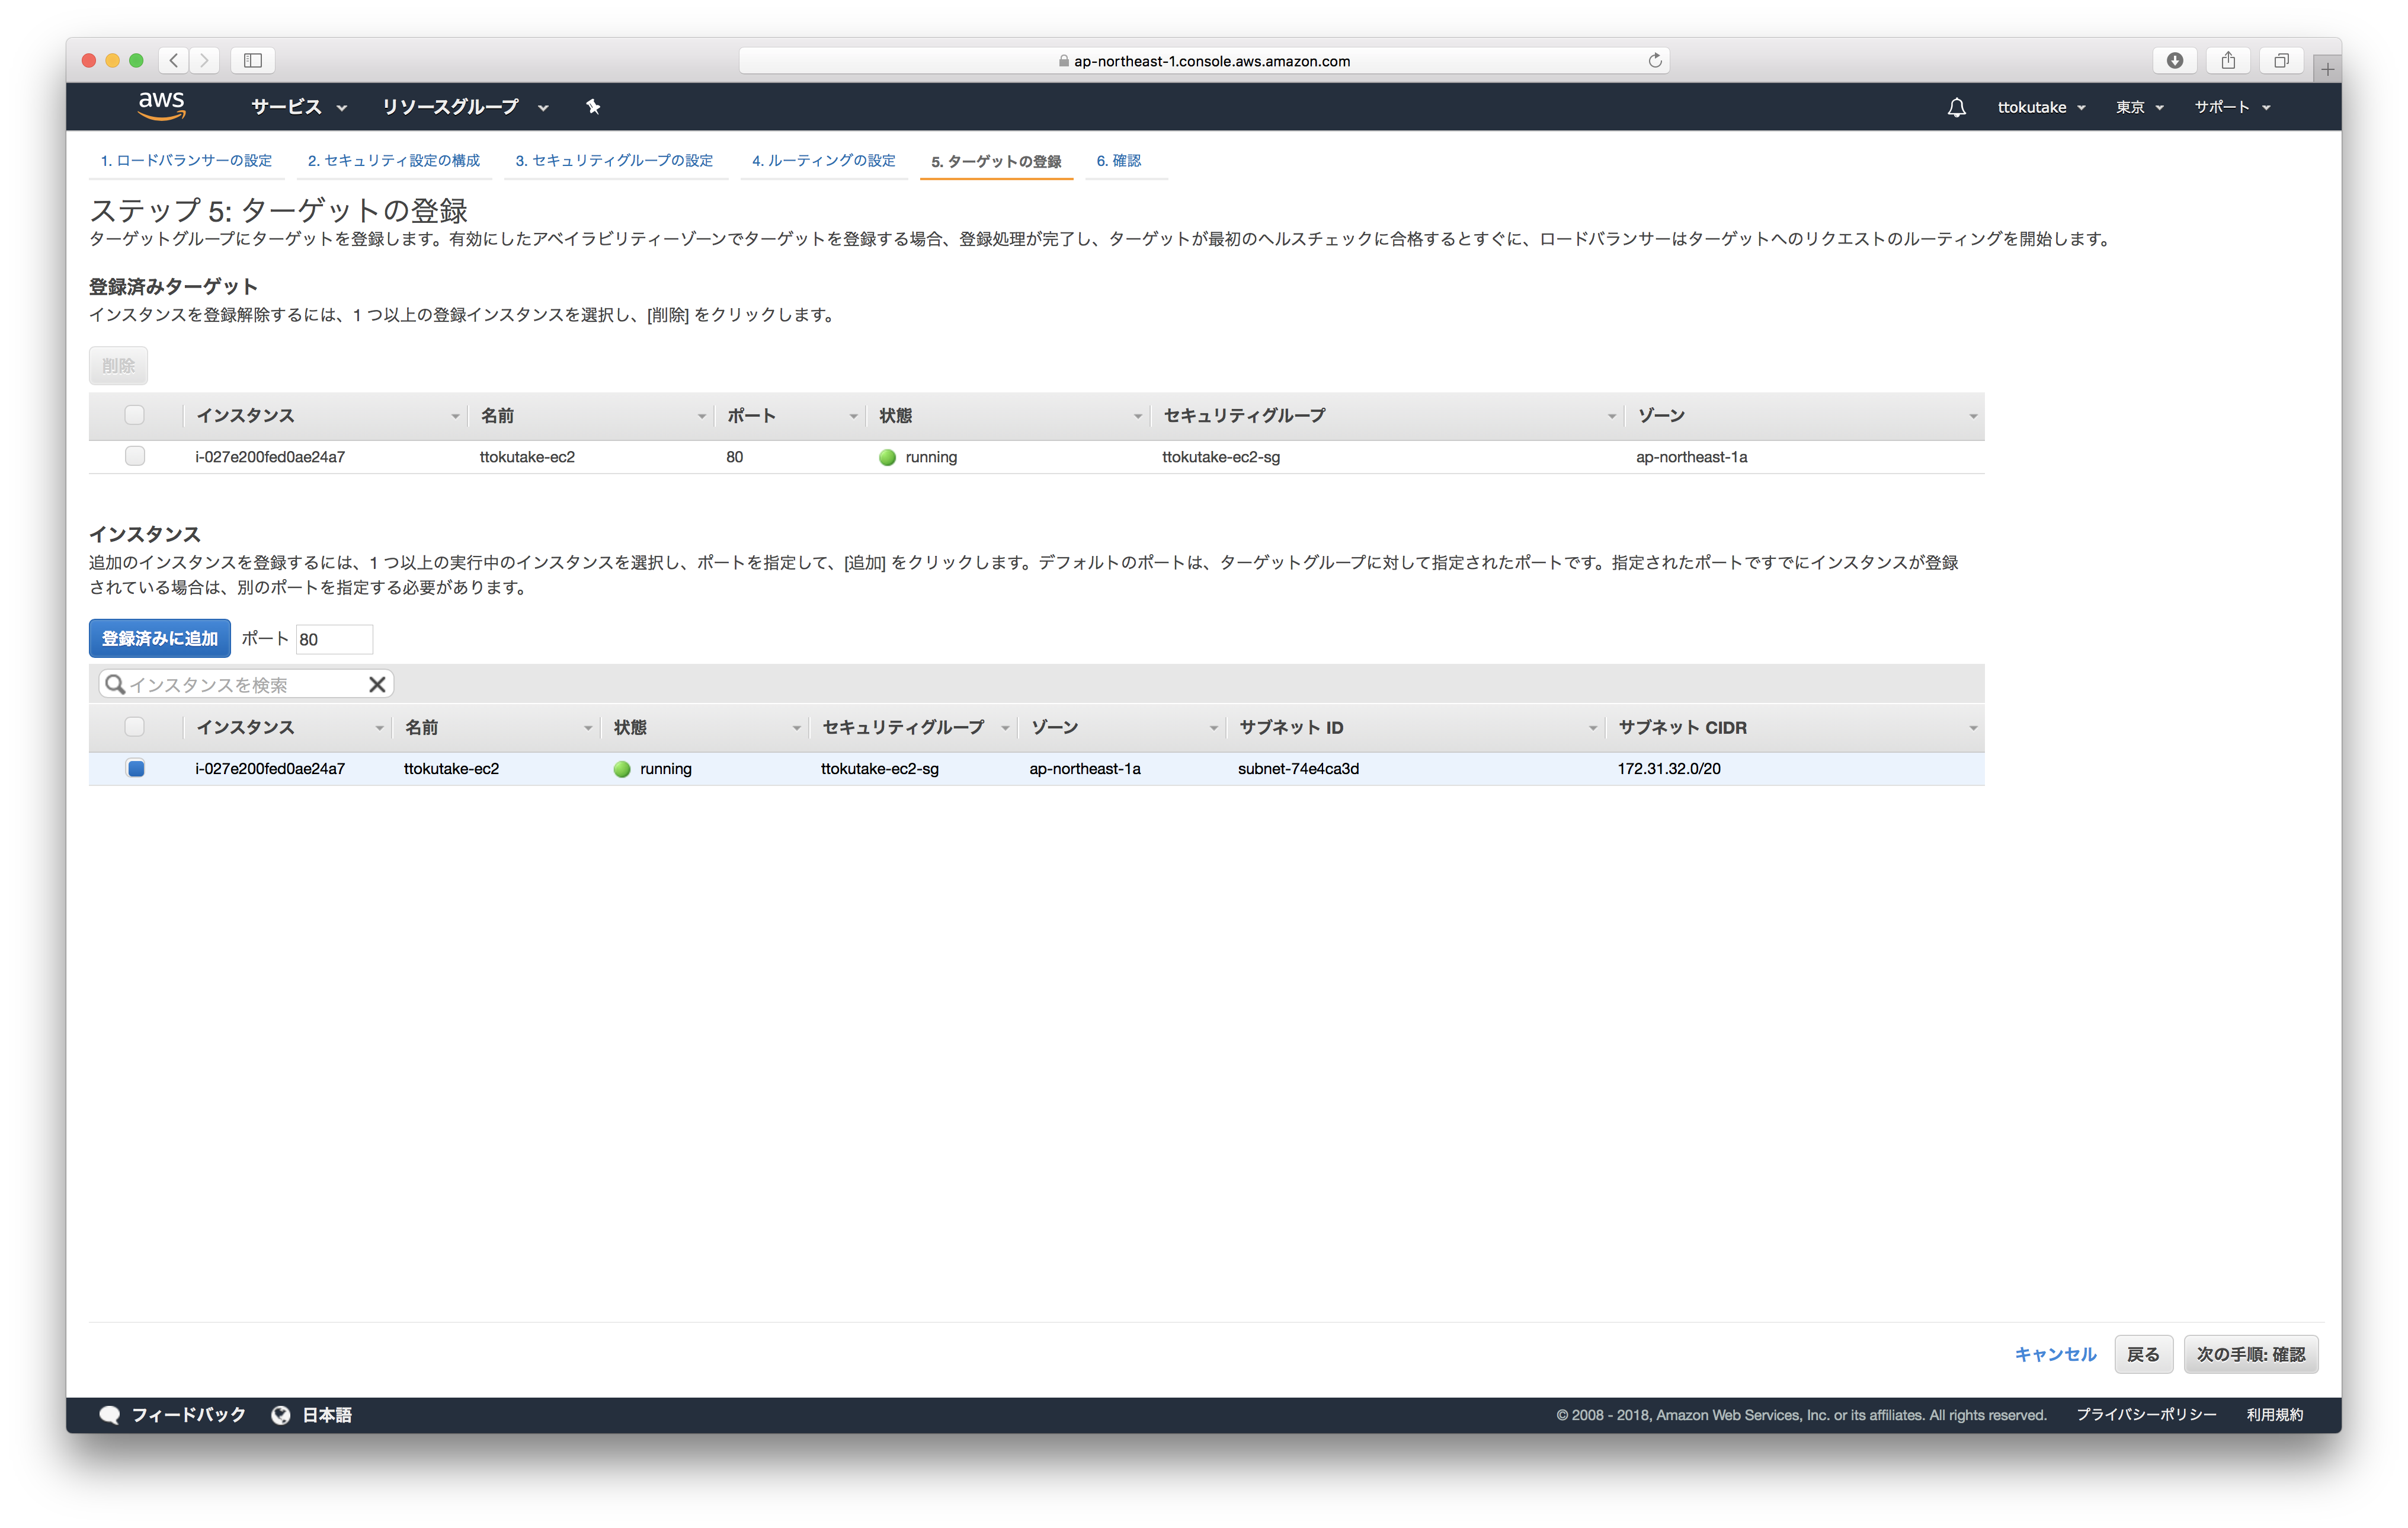 ap-northeast-1.console.aws.amazon.com
aws サービス リソースグループ ttokutake 東京 サポート
1. ロードバランサーの設定 2. セキュリティ設定の構成 3. セキュリティグループの設定 4. ルーティングの設定 5. ターゲットの登録 6. 確認
ステップ 5: ターゲットの登録
ターゲットグループにターゲットを登録します。有効にしたアベイラビリティーゾーンでターゲットを登録する場合、登録処理が完了し、ターゲットが最初のヘルスチェックに合格するとすぐに、ロードバランサーはターゲットへのリクエストのルーティングを開始します。
登録済みターゲット
インスタンスを登録解除するには、1 つ以上の登録インスタンスを選択し、[削除] をクリックします。
削除
インスタンス 名前 ポート 状態 セキュリティグループ ゾーン
i-027e200fed0ae24a7 ttokutake-ec2 80 running ttokutake-ec2-sg ap-northeast-1a
インスタンス
追加のインスタンスを登録するには、1 つ以上の実行中のインスタンスを選択し、ポートを指定して、[追加] をクリックします。デフォルトのポートは、ターゲットグループに対して指定されたポートです。指定されたポートですでにインスタンスが登録
されている場合は、別のポートを指定する必要があります。
登録済みに追加 ポート 80
インスタンスを検索
インスタンス 名前 状態 セキュリティグループ ゾーン サブネット ID サブネット CIDR
i-027e200fed0ae24a7 ttokutake-ec2 running ttokutake-ec2-sg ap-northeast-1a subnet-74e4ca3d 172.31.32.0/20
キャンセル 戻る 次の手順: 確認
フィードバック 日本語 © 2008 - 2018, Amazon Web Services, Inc. or its affiliates. All rights reserved. プライバシーポリシー 利用規約